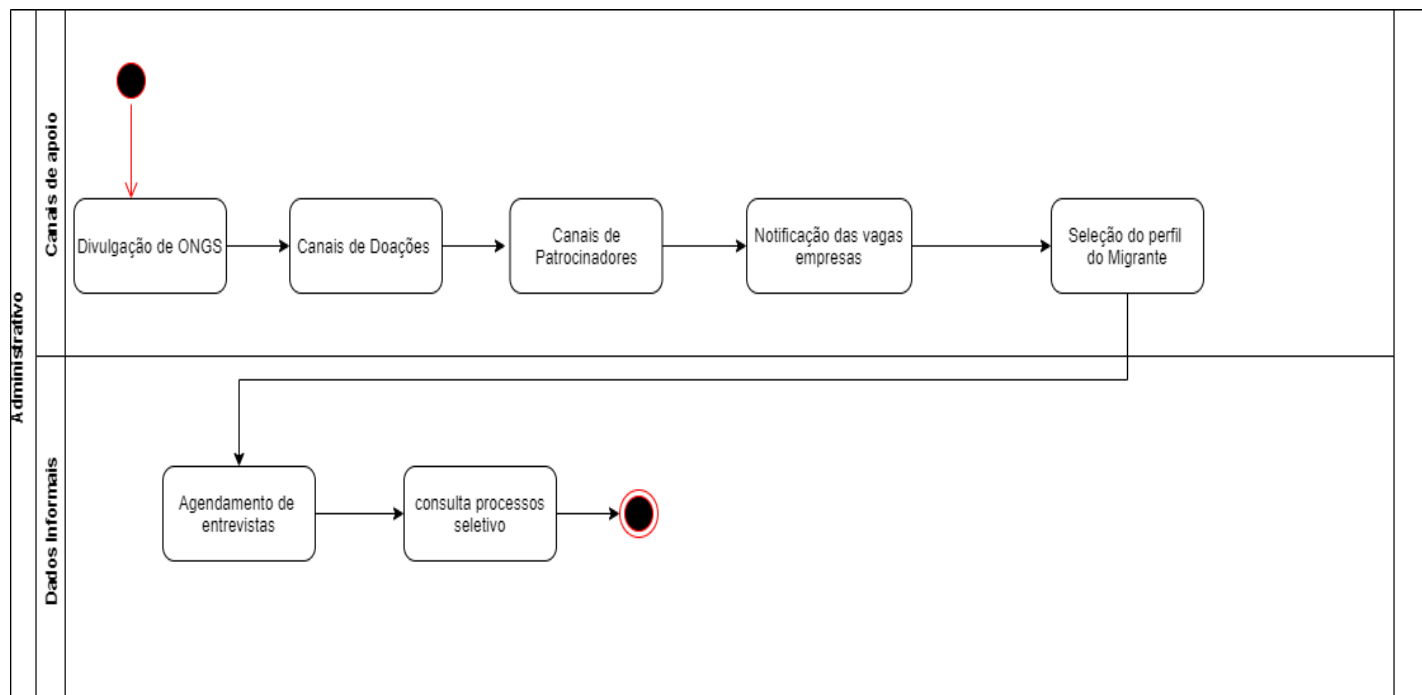 Administrativo
Canais de apoio
Divulgação de ONGS
Canais de Doações
Canais de
Patrocinadores
Notificação das vagas
empresas
Seleção do perfil
do Migrante
Dados Informais
Agendamento de
entrevistas
consulta processos
seletivo